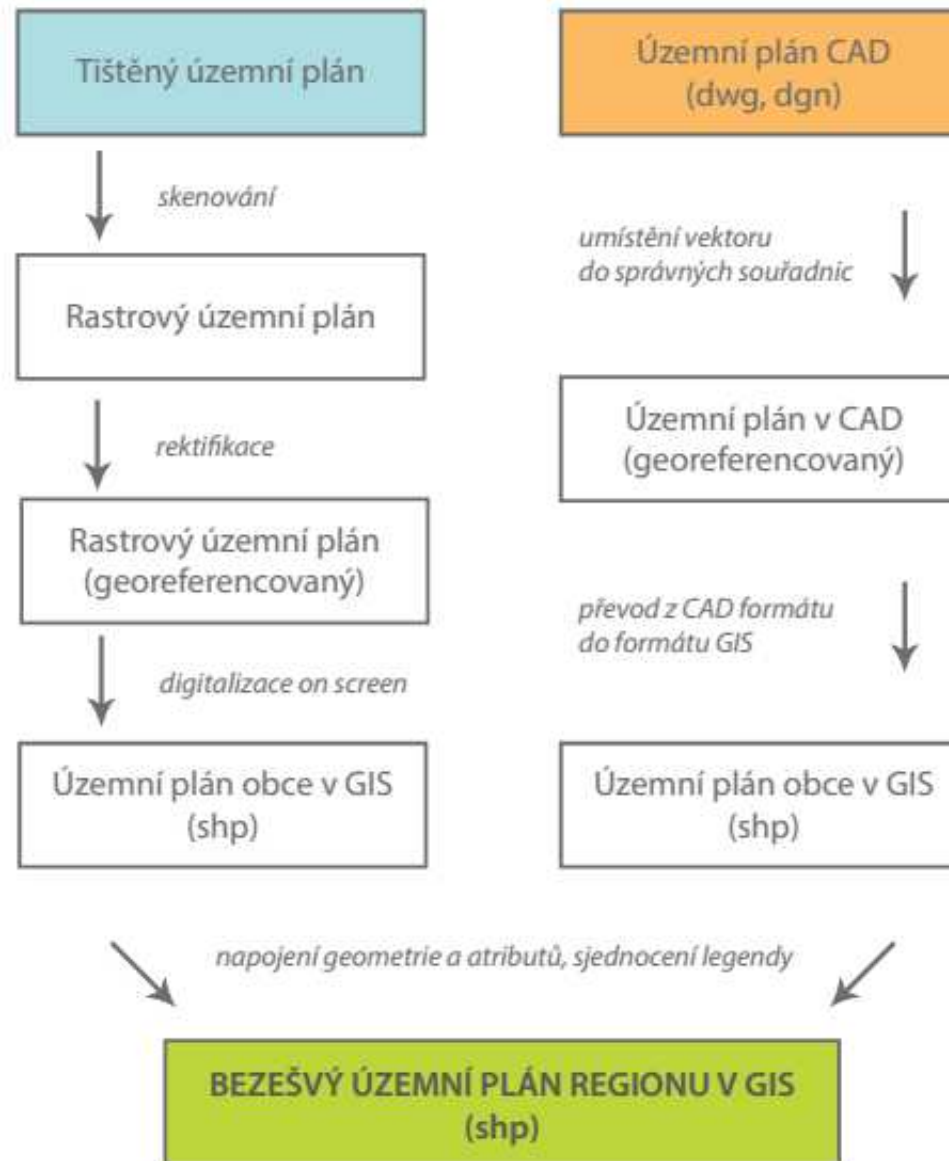 Tištěný územní plán
skenování
Rastrový územní plán
rektifikace
Rastrový územní plán
(georeferencovaný)
digitalizace on screen
Územní plán obce v GIS
(shp)
Územní plán CAD
(dwg, dgn)
umístění vektoru
do správných souřadnic
Územní plán v CAD
(georeferencovaný)
převod z CAD formátu
do formátu GIS
Územní plán obce v GIS
(shp)
napojení geometrie a atributů, sjednocení legendy
BEZEŠVÝ ÚZEMNÍ PLÁN REGIONU V GIS
(shp)